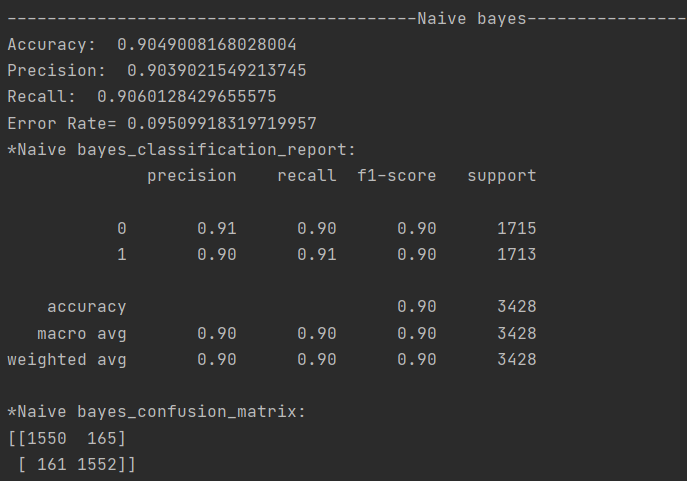 -----------------------------------------Naive bayes----------------
Accuracy:  0.9049008168028004
Precision:  0.9039021549213745
Recall:  0.9060128429655575
Error Rate= 0.09509918319719957
*Naive bayes_classification_report:
              precision    recall  f1-score   support
           0       0.91      0.90      0.90      1715
           1       0.90      0.91      0.90      1713
    accuracy                           0.90      3428
   macro avg       0.90      0.90      0.90      3428
weighted avg       0.90      0.90      0.90      3428
*Naive bayes_confusion_matrix:
[[1550  165]
 [ 161 1552]]